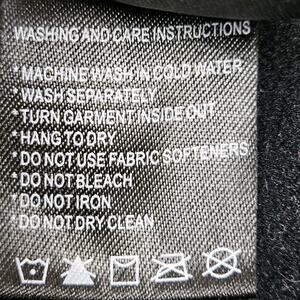 WASHING AND CARE INSTRUCTIONS
*MACHINE WASH IN COLD WATER
*WASH SEPARATELY
*TURN GARMENT INSIDE OUT
*HANG TO DRY
*DO NOT USE FABRIC SOFTENERS
*DO NOT BLEACH
*DO NOT IRON
*DO NOT DRY CLEAN